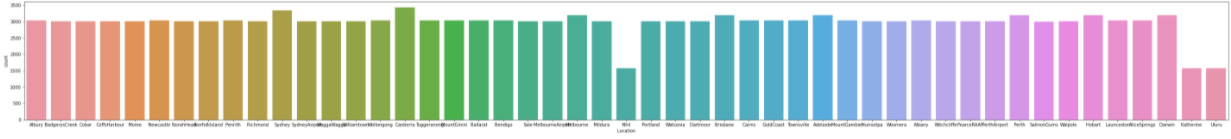 3500
3000
2500
2000
1500
1000
500
0
count
Albury BadgerysCreek Cobar CoffsHarbour Moree Newcastle NorahHead NorfolkIsland Penrith Richmond Sydney SydneyAirport WaggaWagga Williamtown Wollongong Canberra Tuggeranong MountGinini Ballarat Bendigo Sale MelbourneAirport Melbourne Mildura Nhil Portland Watsonia Dartmoor Brisbane Cairns GoldCoast Townsville Adelaide MountGambier Nuriootpa Woomera Albany Witchcliffe PearceRAAF PerthAirport Perth SalmonGums Walpole Hobart Launceston AliceSprings Darwin Katherine Uluru
Location